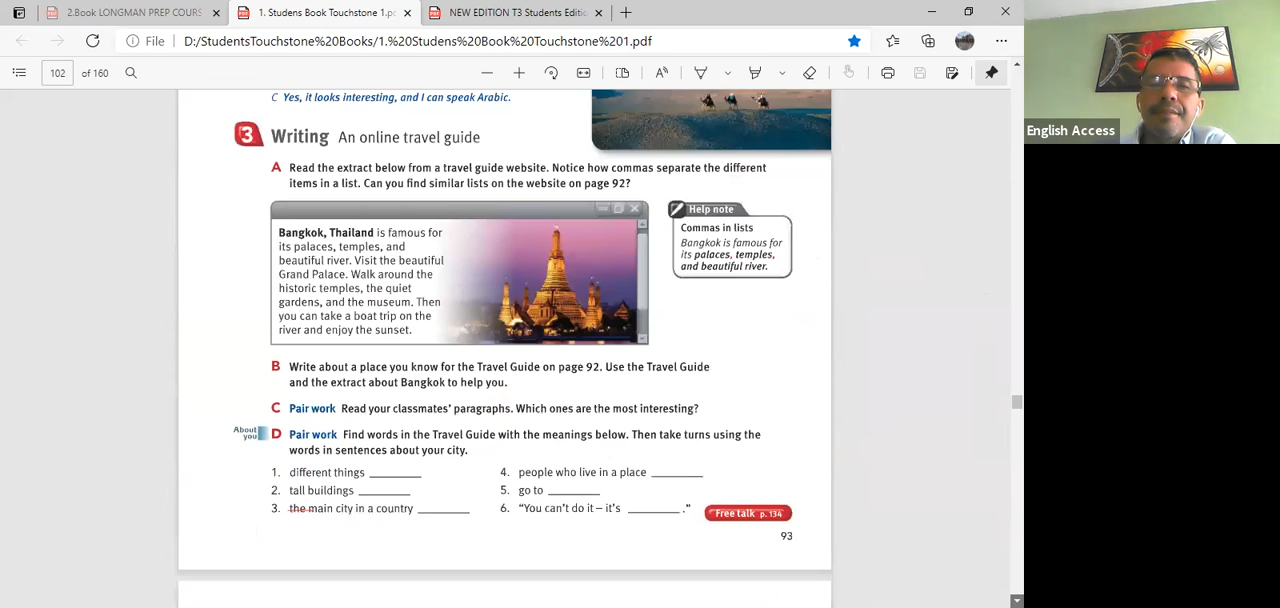 2.Book LONGMAN PREP COURS
1. Studens Book Touchstone 1.pc
NEW EDITION T3 Students Editi
File
D:/StudentsTouchstone%20Books/1.%20Studens%20Book%20Touchstone%201.pdf
102 of 160
English Access
C Yes, it looks interesting, and I can speak Arabic.
3 Writing An online travel guide
A Read the extract below from a travel guide website. Notice how commas separate the different
items in a list. Can you find similar lists on the website on page 92?
Bangkok, Thailand is famous for
its palaces, temples, and
beautiful river. Visit the beautiful
Grand Palace. Walk around the
historic temples, the quiet
gardens, and the museum. Then
you can take a boat trip on the
river and enjoy the sunset.
Help note
Commas in lists
Bangkok is famous for
its palaces, temples,
and beautiful river.
B Write about a place you know for the Travel Guide on page 92. Use the Travel Guide
and the extract about Bangkok to help you.
C Pair work Read your classmates' paragraphs. Which ones are the most interesting?
About you
D Pair work Find words in the Travel Guide with the meanings below. Then take turns using the
words in sentences about your city.
1. different things ________
2. tall buildings ________
3. the main city in a country ________
4. people who live in a place ________
5. go to ________
6. "You can't do it – it's ________."
Free talk p. 134
93